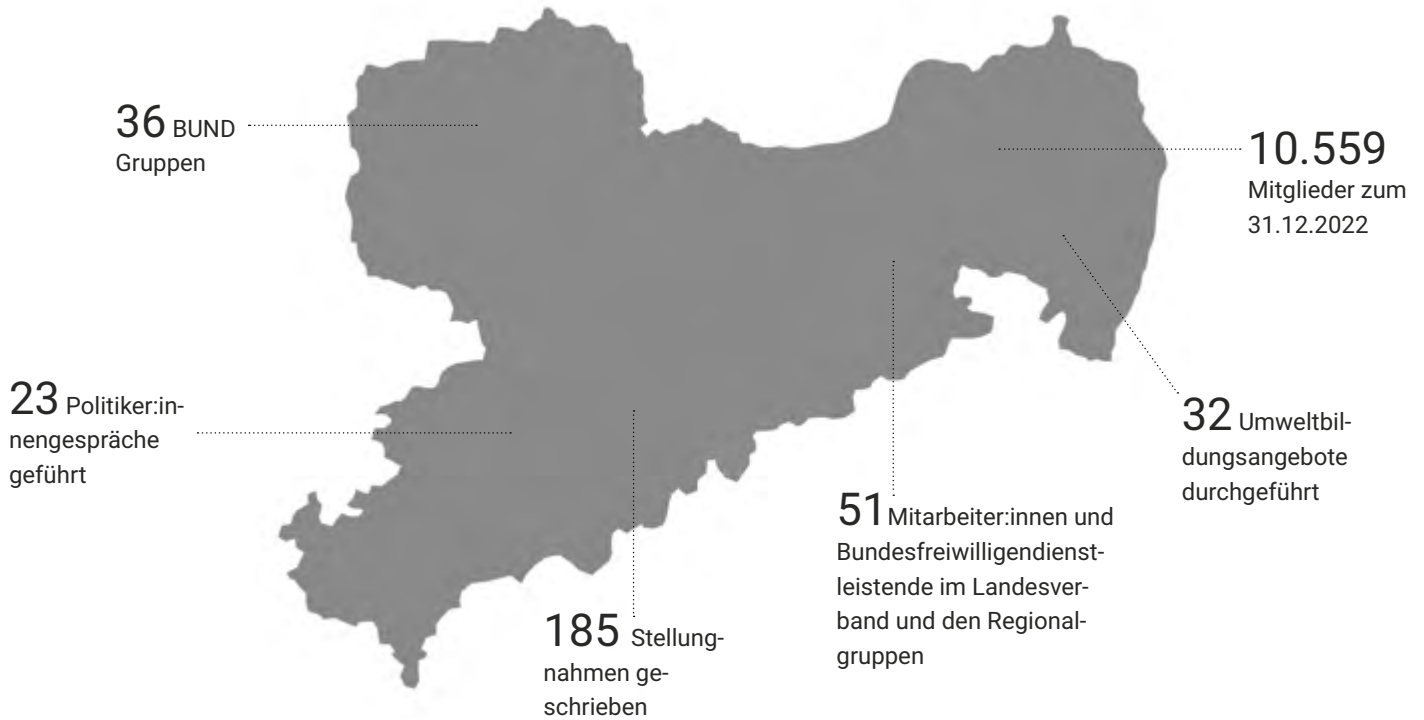 36 BUND
Gruppen
10.559
Mitglieder zum
31.12.2022
23 Politiker:in-
nengespräche
geführt
32 Umweltbil-
dungsangebote
durchgeführt
51 Mitarbeiter:innen und
Bundesfreiwilligendienst-
leistende im Landesver-
band und den Regional-
gruppen
185 Stellung-
nahmen ge-
schrieben